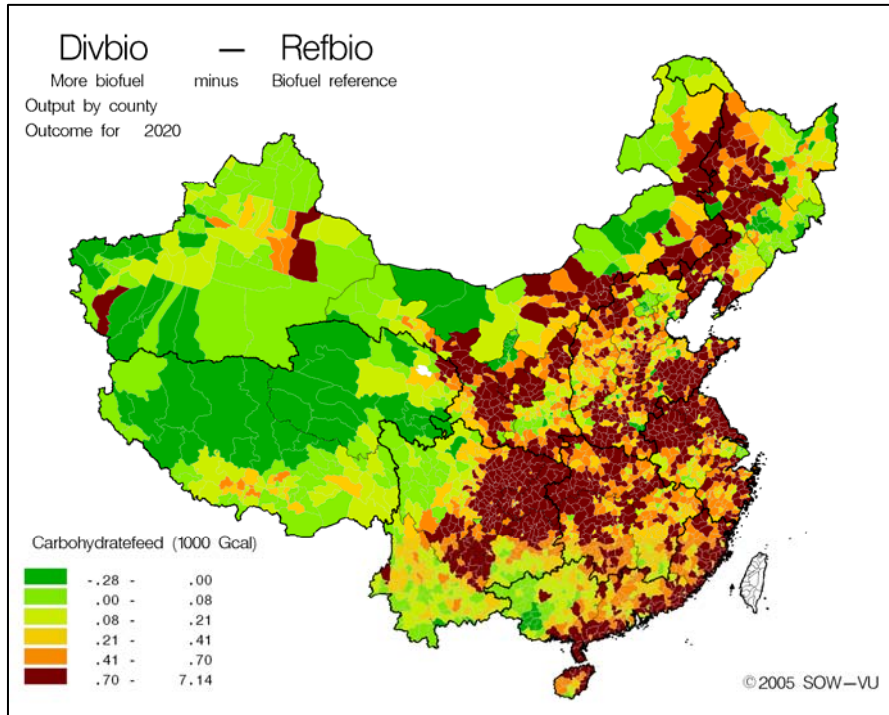 Divbio — Refbio
More biofuel minus Biofuel reference
Output by county
Outcome for 2020
Carbohydratefeed (1000 Gcal)
-.28 - .00
.00 - .08
.08 - .21
.21 - .41
.41 - .70
.70 - 7.14
©2005 SOW—VU